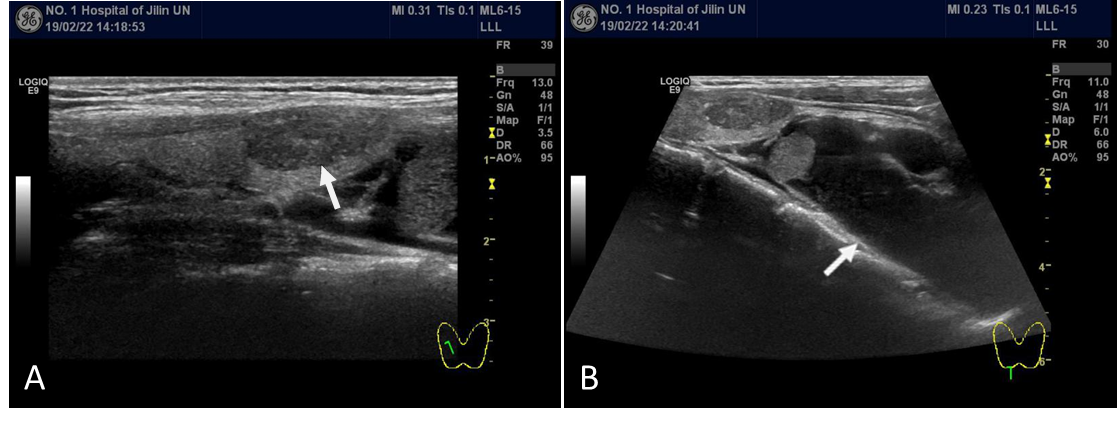 NO. 1 Hospital of Jilin UN
19/02/22 14:18:53
MI 0.31 TIs 0.1
ML6-15
LLL
LOGIQ
E9
FR 39
B
Frq 13.0
Gn 48
S/A 1/1
Map F/1
D 3.5
DR 66
AO% 95
1
2
3
A
NO. 1 Hospital of Jilin UN
19/02/22 14:20:41
MI 0.23 TIs 0.1
ML6-15
LLL
LOGIQ
E9
FR 30
B
Frq 11.0
Gn 48
S/A 1/1
Map F/1
D 6.0
DR 66
AO% 95
2
4
6
B